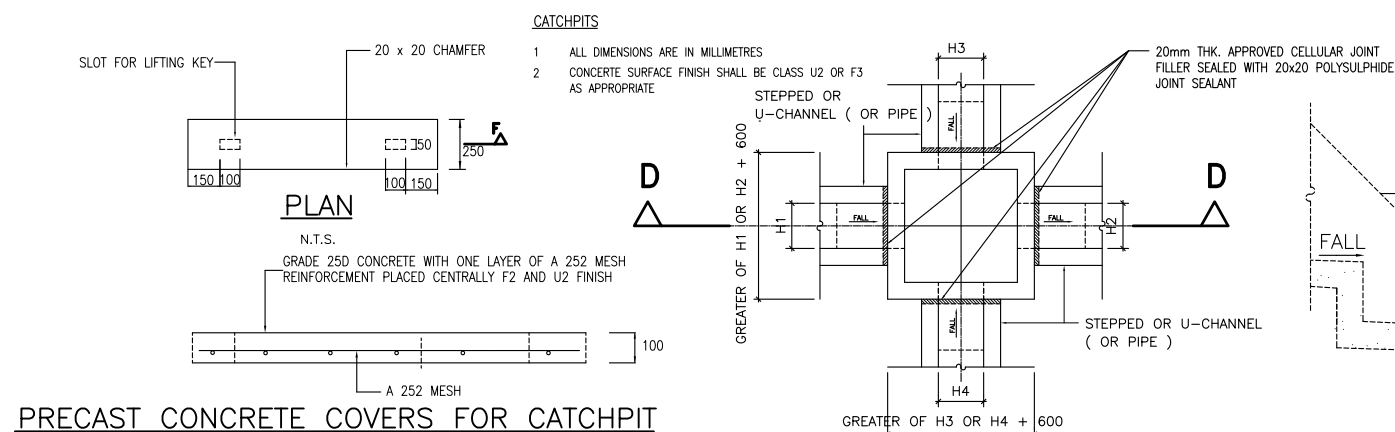 CATCHPITS
1 ALL DIMENSIONS ARE IN MILLIMETRES
2 CONCERTE SURFACE FINISH SHALL BE CLASS U2 OR F3
AS APPROPRIATE
SLOT FOR LIFTING KEY
20 x 20 CHAMFER
F
50
250
150
100
100
150
PLAN
N.T.S.
GRADE 25D CONCRETE WITH ONE LAYER OF A 252 MESH
REINFORCEMENT PLACED CENTRALLY F2 AND U2 FINISH
100
A 252 MESH
PRECAST CONCRETE COVERS FOR CATCHPIT
H3
20mm THK. APPROVED CELLULAR JOINT
FILLER SEALED WITH 20x20 POLYSULPHIDE
JOINT SEALANT
STEPPED OR
U-CHANNEL ( OR PIPE )
FALL
GREATER OF H1 OR H2 + 600
D
D
H1
FALL
FALL
H2
FALL
STEPPED OR U-CHANNEL
( OR PIPE )
H4
GREATER OF H3 OR H4 + 600
FALL